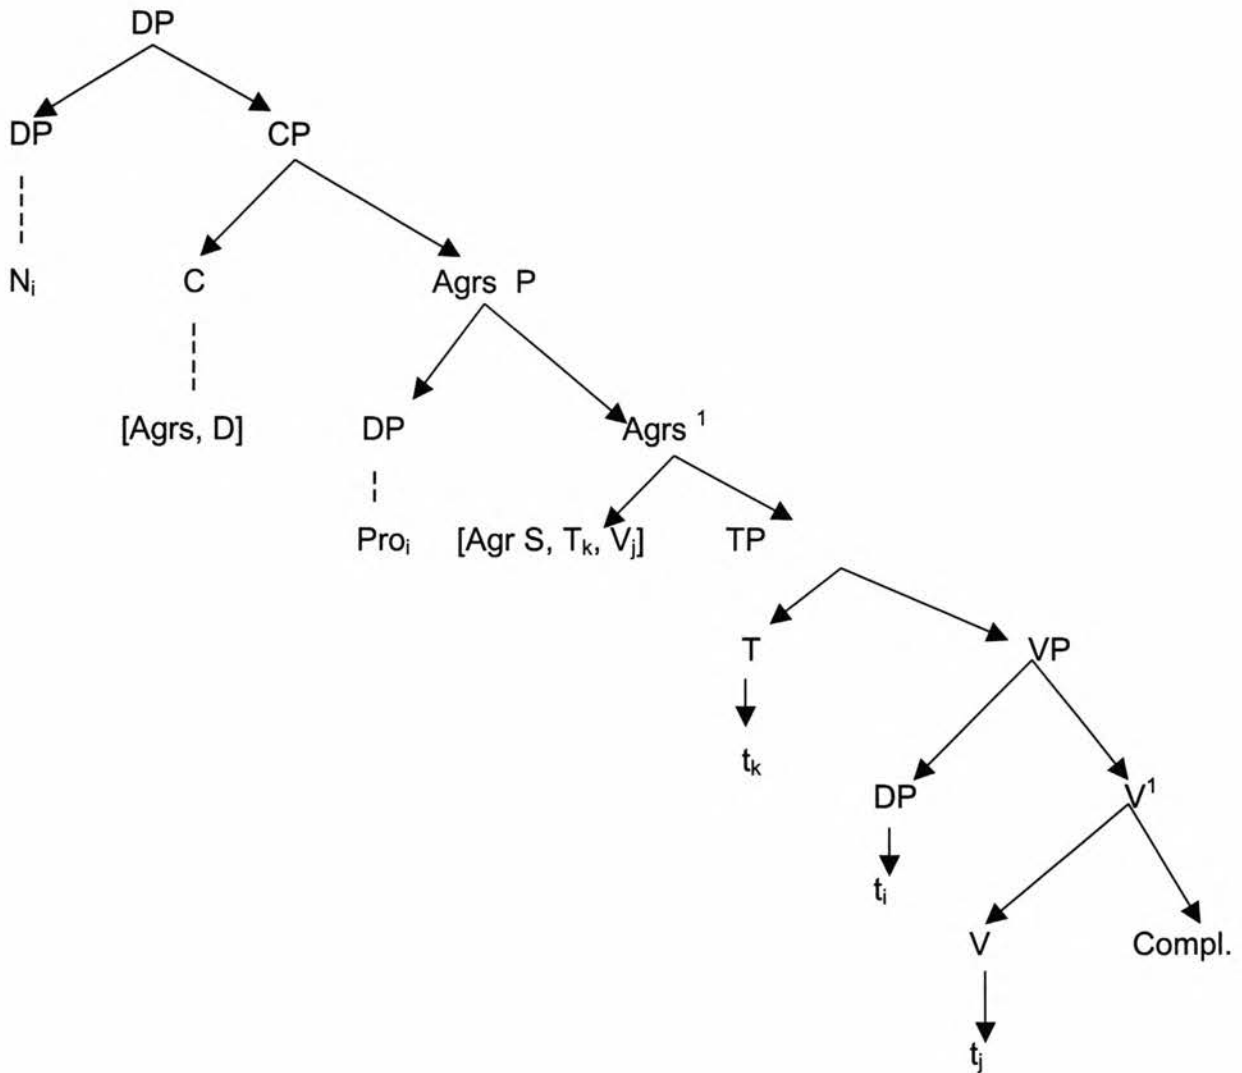 DP
DP CP
Nᵢ C Agrs P
[Agrs, D] DP Agrs ¹
Proᵢ [Agr S, Tₖ, Vⱼ] TP
T VP
tₖ
DP V¹
tᵢ
V Compl.
tⱼ